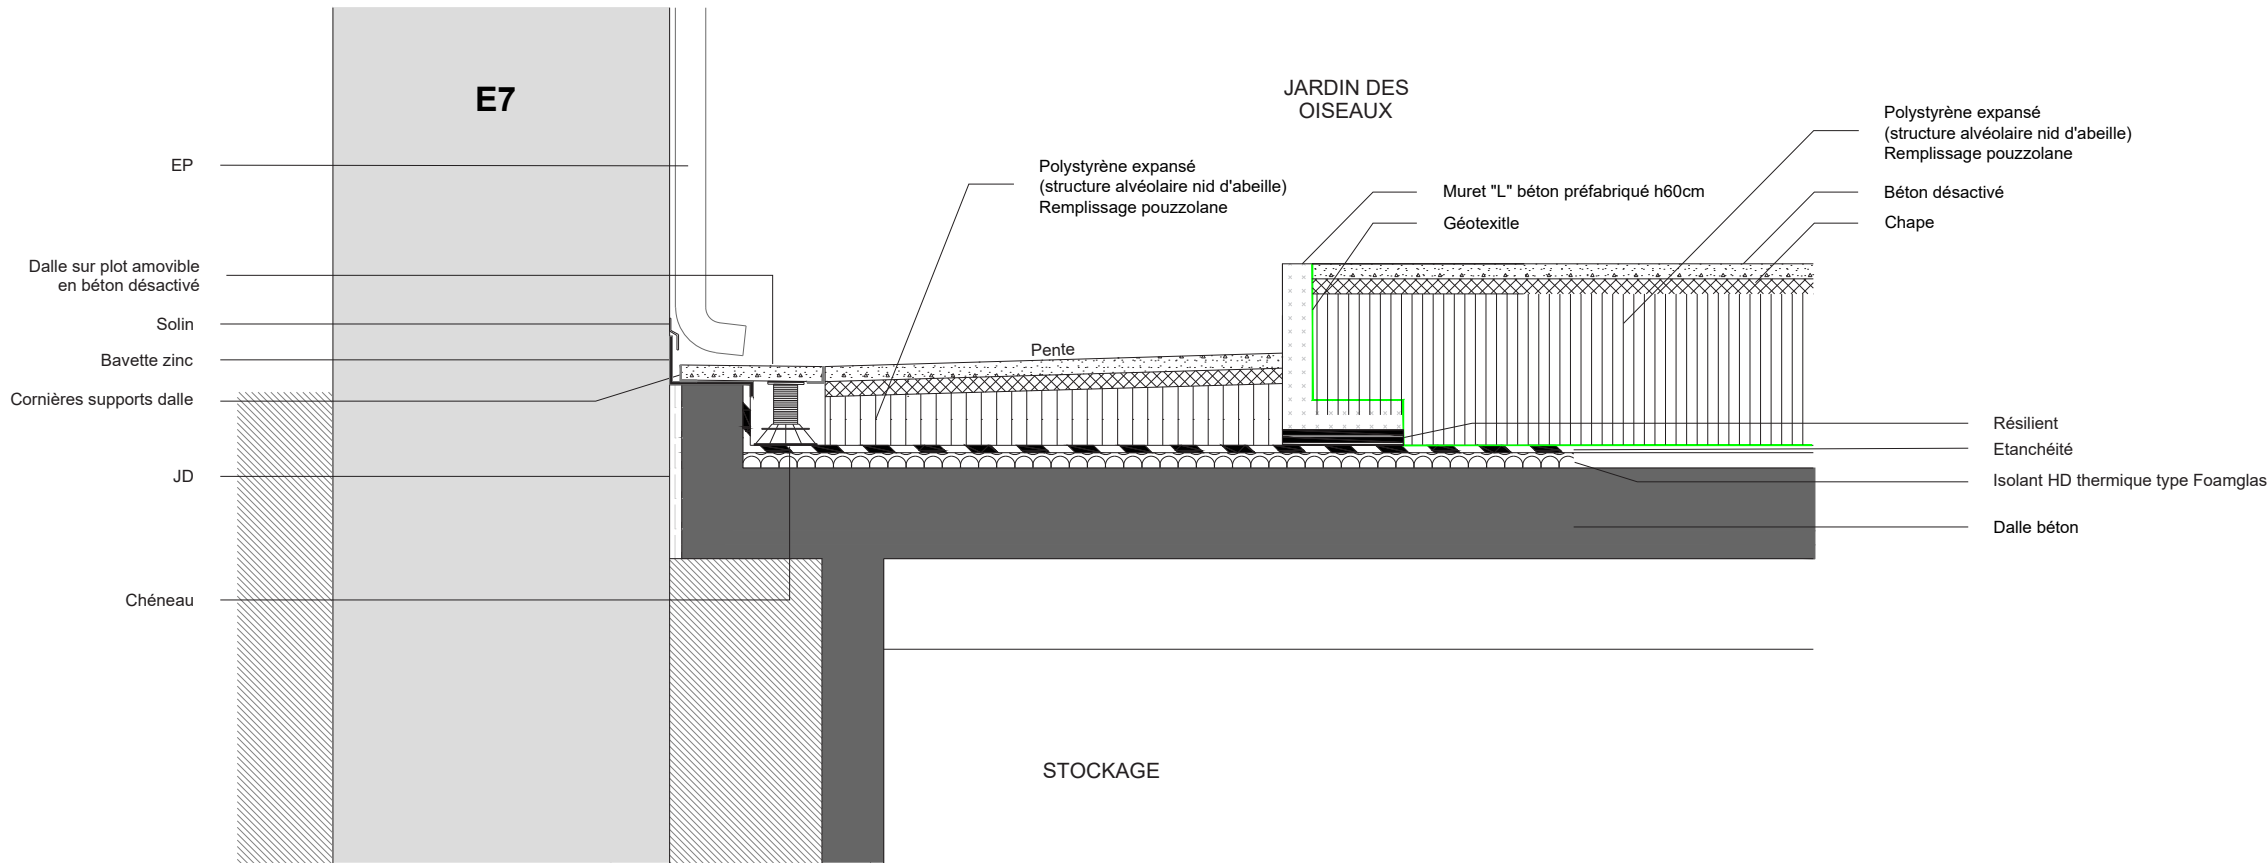 E7
JARDIN DES
OISEAUX
EP
Dalle sur plot amovible
en béton désactivé
Solin
Bavette zinc
Cornières supports dalle
JD
Chéneau
Polystyrène expansé
(structure alvéolaire nid d'abeille)
Remplissage pouzzolane
Pente
Muret "L" béton préfabriqué h60cm
Géotexitle
Polystyrène expansé
(structure alvéolaire nid d'abeille)
Remplissage pouzzolane
Béton désactivé
Chape
Résilient
Etanchéité
Isolant HD thermique type Foamglas
Dalle béton
STOCKAGE